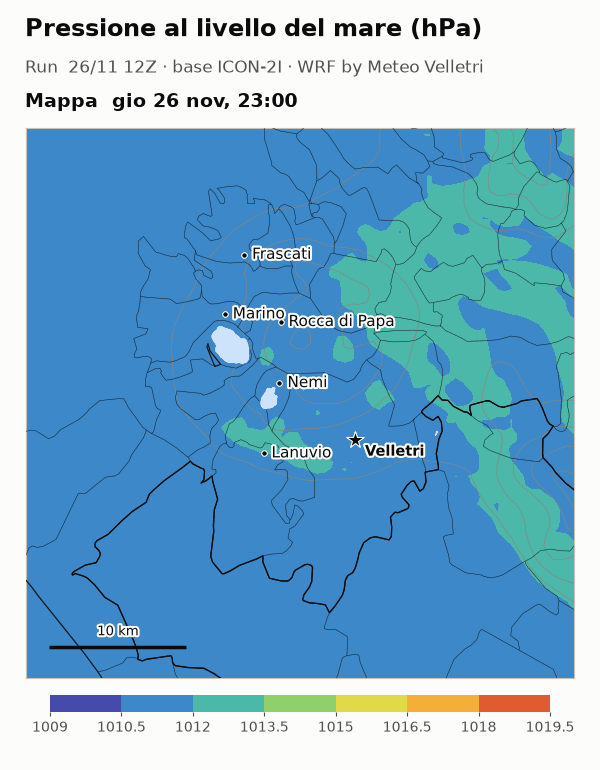 Pressione al livello del mare (hPa)
Run  26/11 12Z · base ICON-2I · WRF by Meteo Velletri
Mappa  gio 26 nov, 23:00
Frascati
Marino
Rocca di Papa
Nemi
Velletri
Lanuvio
10 km
1009 1010.5 1012 1013.5 1015 1016.5 1018 1019.5